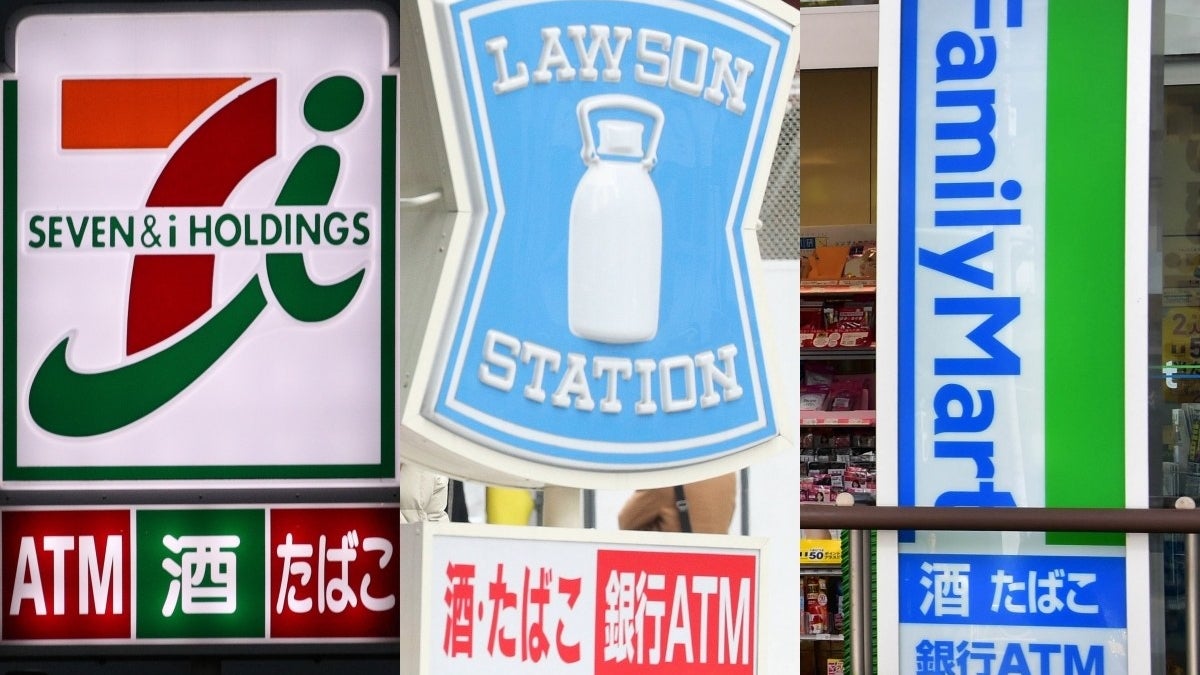 SEVEN & i HOLDINGS
ATM 酒 たばこ
LAWSON
STATION
酒・たばこ 銀行ATM
FamilyMart
酒 たばこ
銀行ATM
50